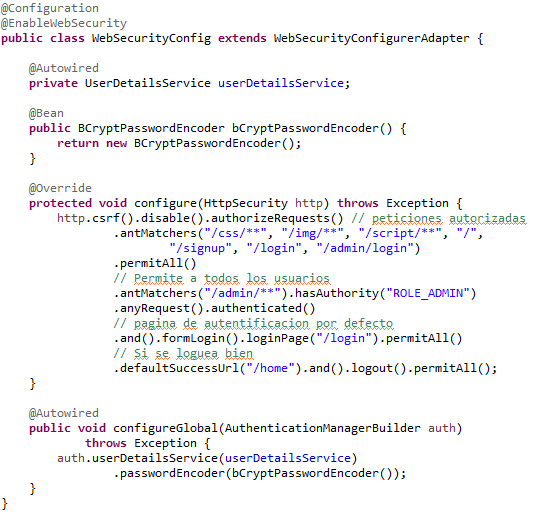 @Configuration
@EnableWebSecurity
public class WebSecurityConfig extends WebSecurityConfigurerAdapter {
@Autowired
private UserDetailsService userDetailsService;
@Bean
public BCryptPasswordEncoder bCryptPasswordEncoder() {
return new BCryptPasswordEncoder();
}
@Override
protected void configure(HttpSecurity http) throws Exception {
http.csrf().disable().authorizeRequests() // peticiones autorizadas
.antMatchers("/css/**", "/img/**", "/script/**", "/",
"/signup", "/login", "/admin/login")
.permitAll()
// Permite a todos los usuarios
.antMatchers("/admin/**").hasAuthority("ROLE_ADMIN")
.anyRequest().authenticated()
// pagina de autentificacion por defecto
.and().formLogin().loginPage("/login").permitAll()
// Si se loguea bien
.defaultSuccessUrl("/home").and().logout().permitAll();
}
@Autowired
public void configureGlobal(AuthenticationManagerBuilder auth)
throws Exception {
auth.userDetailsService(userDetailsService)
.passwordEncoder(bCryptPasswordEncoder());
}
}